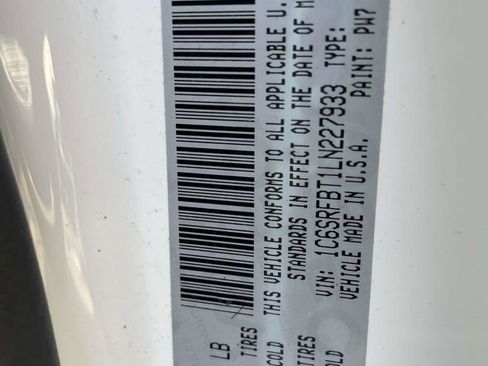 LB
TIRES
COLD
THIS VEHICLE CONFORMS TO ALL APPLICABLE U.
STANDARDS IN EFFECT ON THE DATE OF M
TIRES
VIN: 1C6SRFBT1LN227933 TYPE:
OLD
VEHICLE MADE IN U.S.A. PAINT: PW7